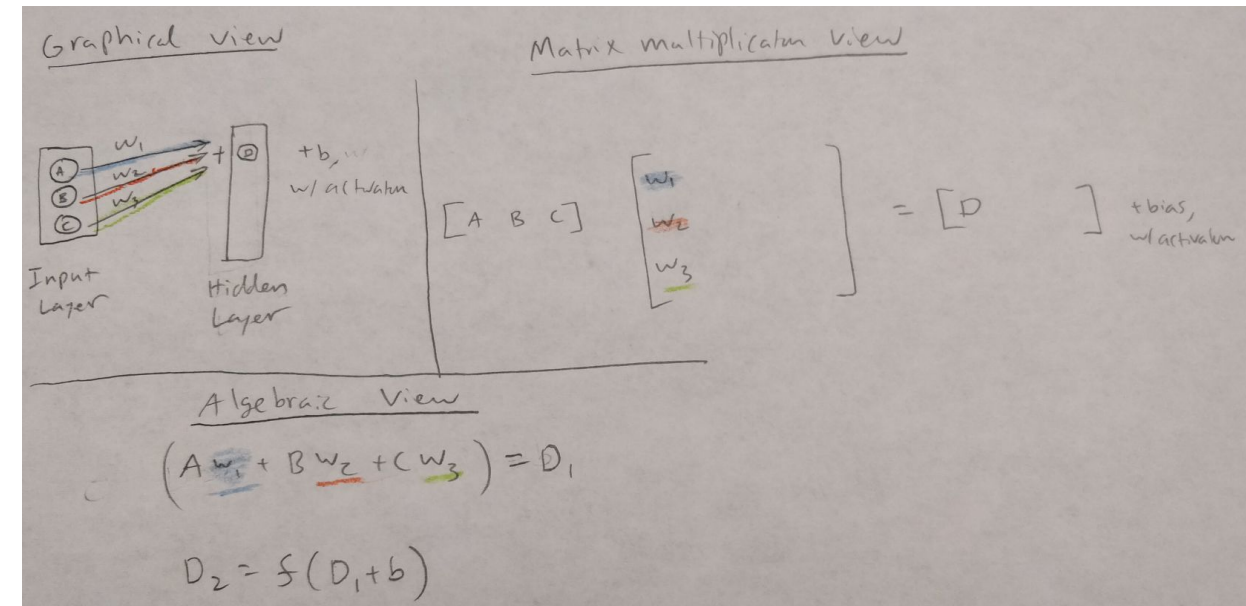 Graphical view
W1
W2
W3
A
B
C
+
D
+b,
w/ activation
Input
Layer
Hidden
Layer
Matrix multiplication view
[A B C] [W1
W2
W3] = [D ] +bias,
w/ activation
Algebraic View
(A W1 + B W2 + C W3) = D1
D2 = f(D1+b)